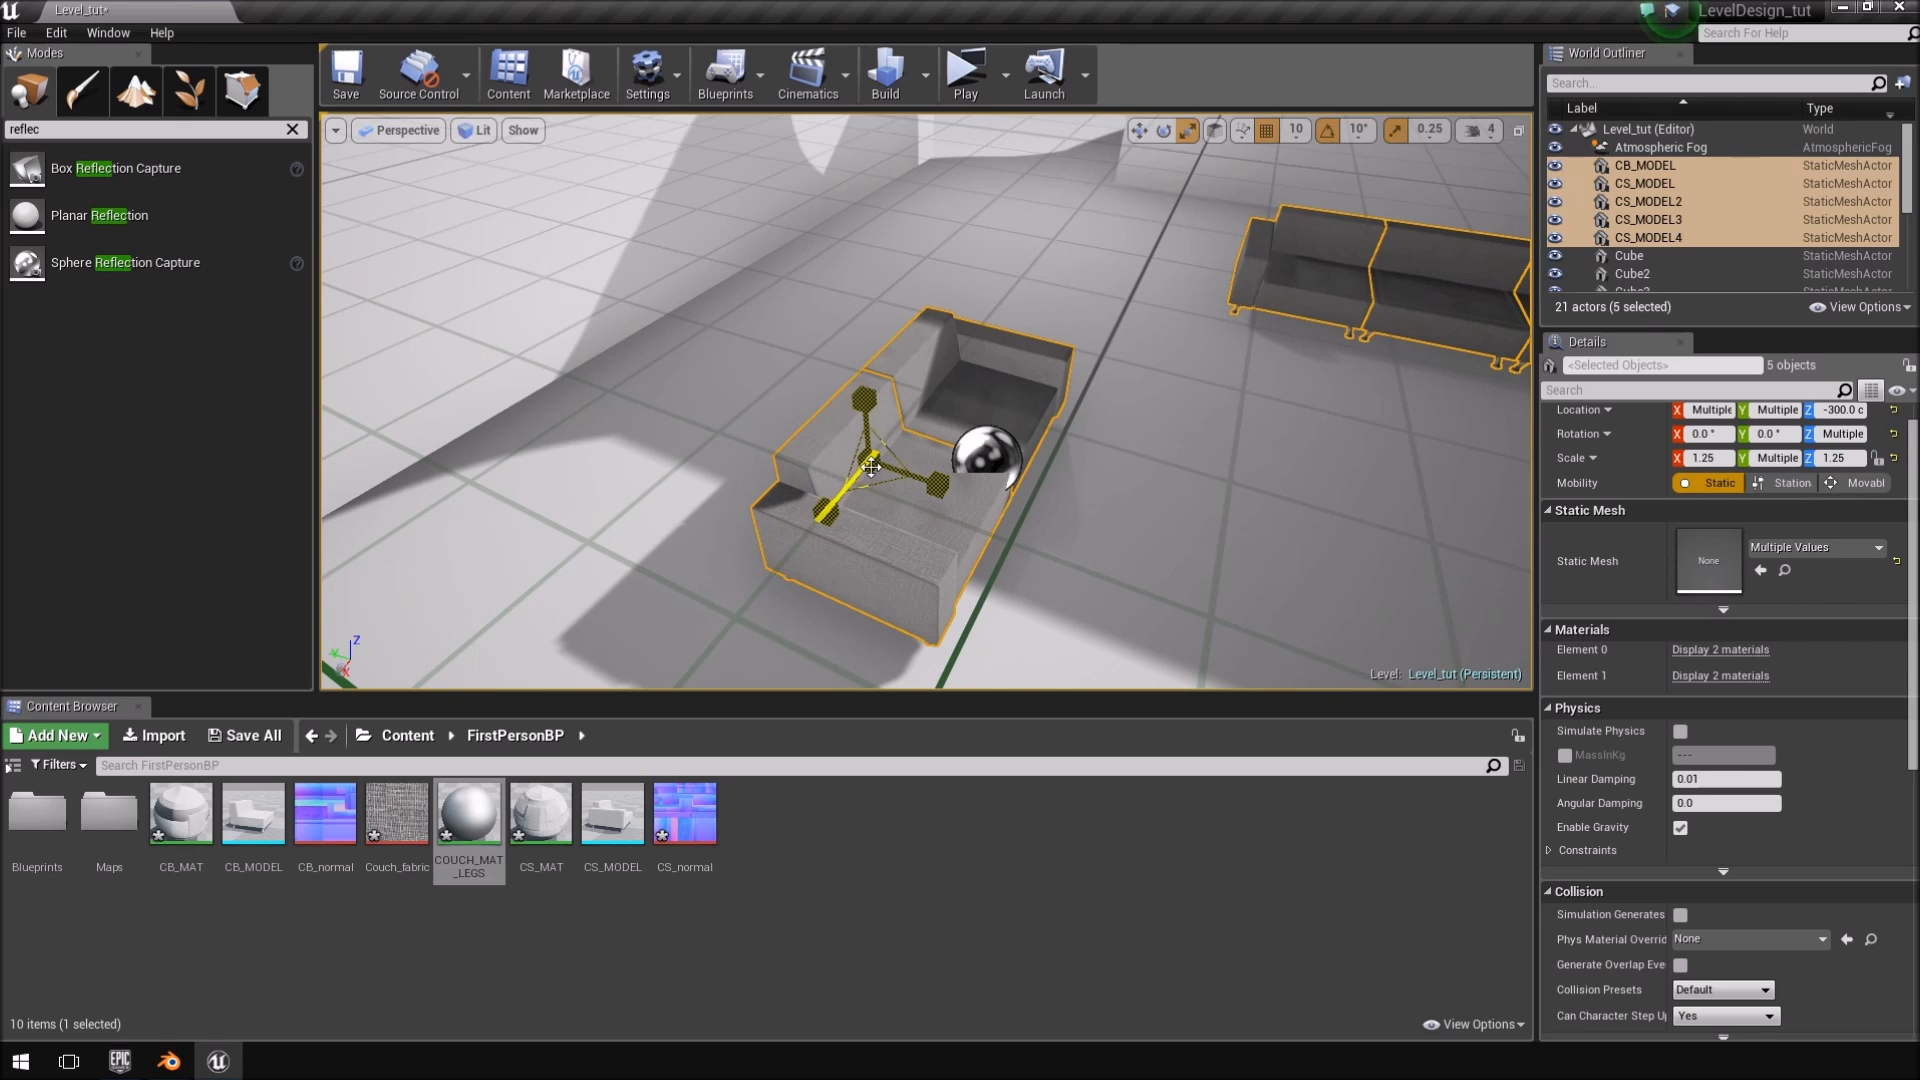 Level_tut*
LevelDesign_tut
File Edit Window Help
Search For Help
Modes
reflec
Box Reflection Capture
Planar Reflection
Sphere Reflection Capture
Save
Source Control
Content
Marketplace
Settings
Blueprints
Cinematics
Build
Play
Launch
Perspective
Lit
Show
10
10°
0.25
4
Z
Level: Level_tut (Persistent)
World Outliner
Search...
Label Type
Level_tut (Editor) World
Atmospheric Fog AtmosphericFog
CB_MODEL StaticMeshActor
CS_MODEL StaticMeshActor
CS_MODEL2 StaticMeshActor
CS_MODEL3 StaticMeshActor
CS_MODEL4 StaticMeshActor
Cube StaticMeshActor
Cube2 StaticMeshActor
21 actors (5 selected)
View Options
Details
<Selected Objects> 5 objects
Search
Location X Multiple Y Multiple Z -300.0 c
Rotation X 0.0 ° Y 0.0 ° Z Multiple
Scale X 1.25 Y Multiple Z 1.25
Mobility Static Station Movabl
Static Mesh
Static Mesh
None
Multiple Values
Materials
Element 0 Display 2 materials
Element 1 Display 2 materials
Physics
Simulate Physics
MassInKg ---
Linear Damping 0.01
Angular Damping 0.0
Enable Gravity
Constraints
Collision
Simulation Generates
Phys Material Overrid None
Generate Overlap Eve
Collision Presets Default
Can Character Step U Yes
Content Browser
Add New
Import
Save All
Content
FirstPersonBP
Filters
Search FirstPersonBP
Blueprints
Maps
CB_MAT
CB_MODEL
CB_normal
Couch_fabric
COUCH_MAT
_LEGS
CS_MAT
CS_MODEL
CS_normal
10 items (1 selected)
View Options
EPIC